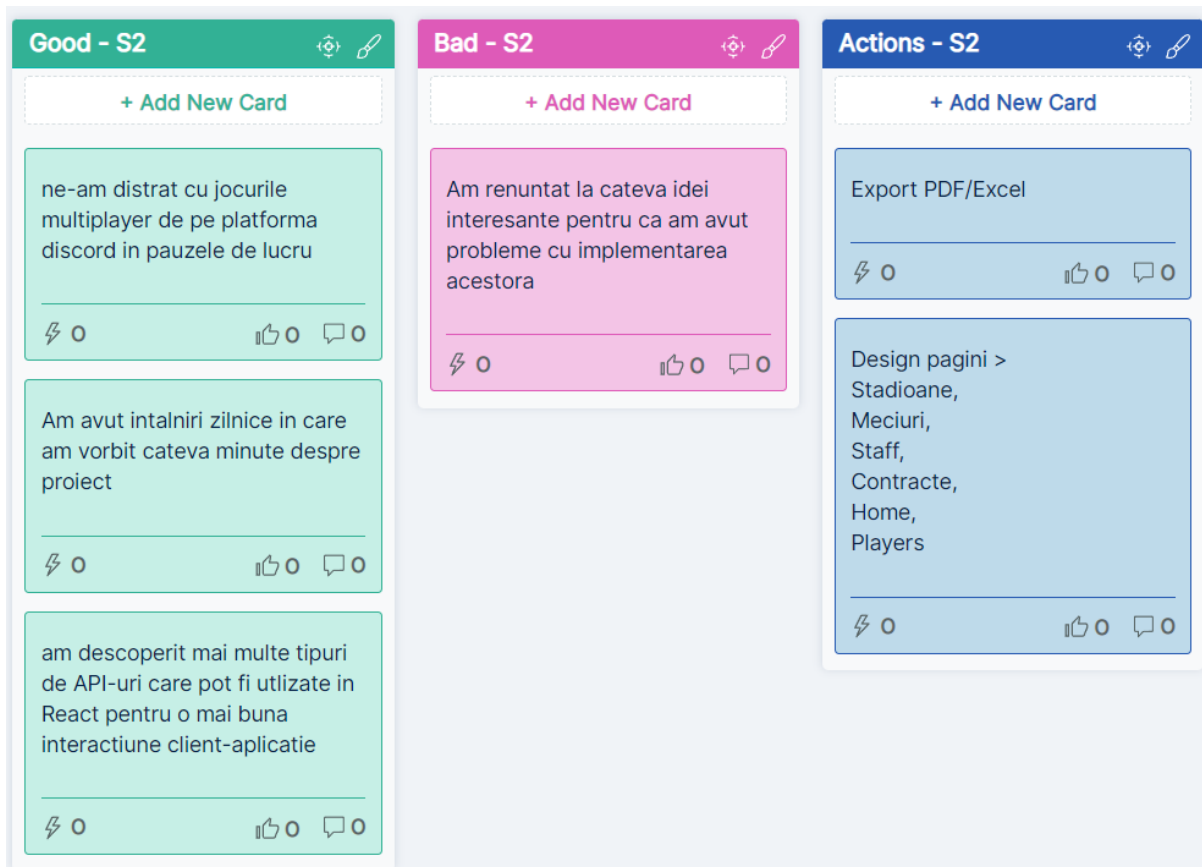 Good - S2
+ Add New Card
ne-am distrat cu jocurile
multiplayer de pe platforma
discord in pauzele de lucru
0
0
0
Am avut intalniri zilnice in care
am vorbit cateva minute despre
proiect
0
0
0
am descoperit mai multe tipuri
de API-uri care pot fi utlizate in
React pentru o mai buna
interactiune client-aplicatie
0
0
0
Bad - S2
+ Add New Card
Am renuntat la cateva idei
interesante pentru ca am avut
probleme cu implementarea
acestora
0
0
0
Actions - S2
+ Add New Card
Export PDF/Excel
0
0
0
Design pagini >
Stadioane,
Meciuri,
Staff,
Contracte,
Home,
Players
0
0
0